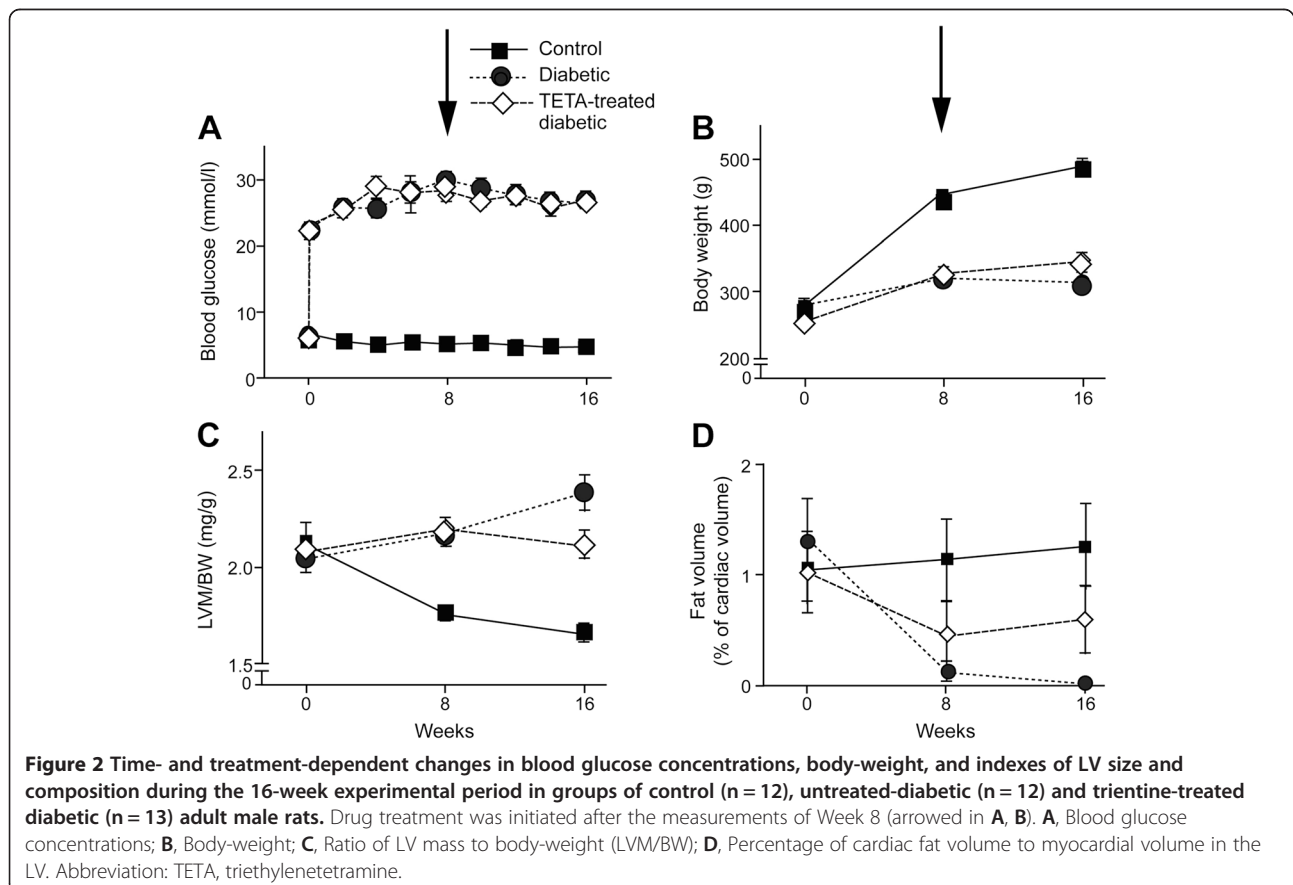 Control
Diabetic
TETA-treated
diabetic
A
Blood glucose (mmol/l)
30
20
10
0
0
8
16
B
Body weight (g)
500
400
300
200
0
0
8
16
C
LVM/BW (mg/g)
2.5
2.0
1.5
0
0
8
16
Weeks
D
Fat volume
(% of cardiac volume)
2
1
0
0
8
16
Weeks
Figure 2 Time- and treatment-dependent changes in blood glucose concentrations, body-weight, and indexes of LV size and
composition during the 16-week experimental period in groups of control (n = 12), untreated-diabetic (n = 12) and trientine-treated
diabetic (n = 13) adult male rats. Drug treatment was initiated after the measurements of Week 8 (arrowed in A, B). A, Blood glucose
concentrations; B, Body-weight; C, Ratio of LV mass to body-weight (LVM/BW); D, Percentage of cardiac fat volume to myocardial volume in the
LV. Abbreviation: TETA, triethylenetetramine.